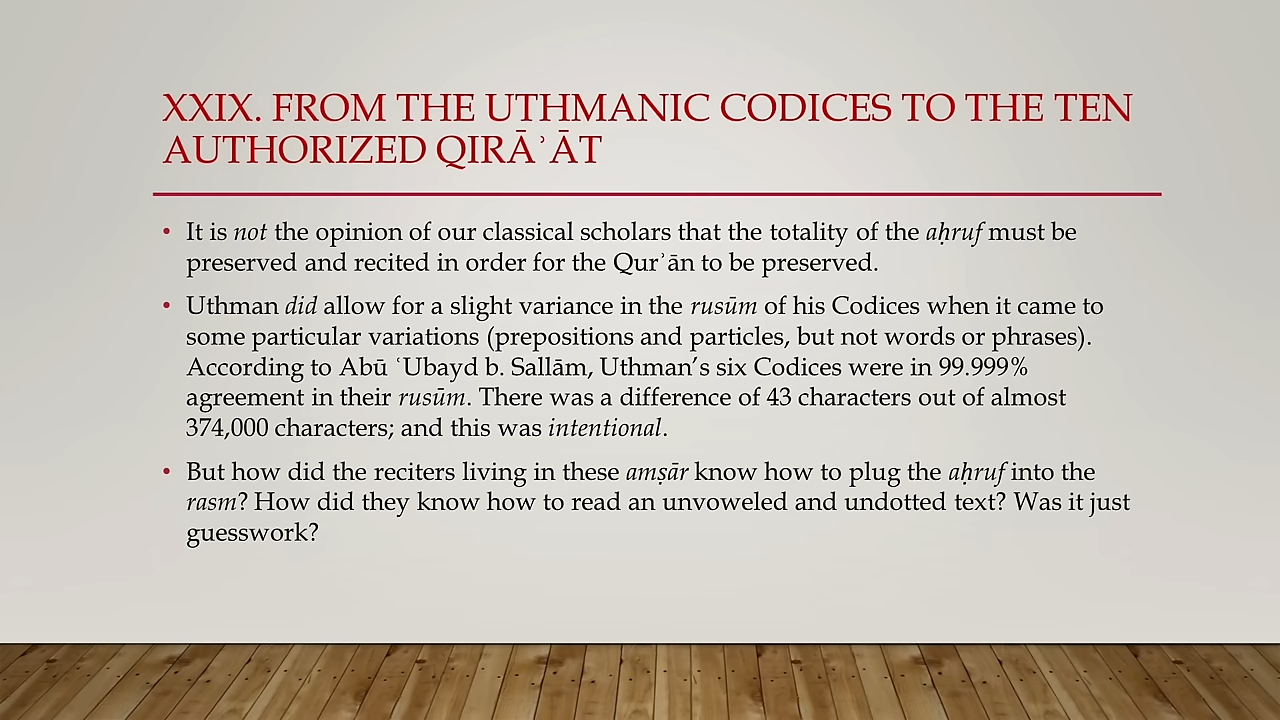 XXIX. FROM THE UTHMANIC CODICES TO THE TEN
AUTHORIZED QIRĀʾĀT
• It is not the opinion of our classical scholars that the totality of the aḥruf must be
preserved and recited in order for the Qurʾān to be preserved.
• Uthman did allow for a slight variance in the rusūm of his Codices when it came to
some particular variations (prepositions and particles, but not words or phrases).
According to Abū ʿUbayd b. Sallām, Uthman’s six Codices were in 99.999%
agreement in their rusūm. There was a difference of 43 characters out of almost
374,000 characters; and this was intentional.
• But how did the reciters living in these amṣār know how to plug the aḥruf into the
rasm? How did they know how to read an unvoweled and undotted text? Was it just
guesswork?